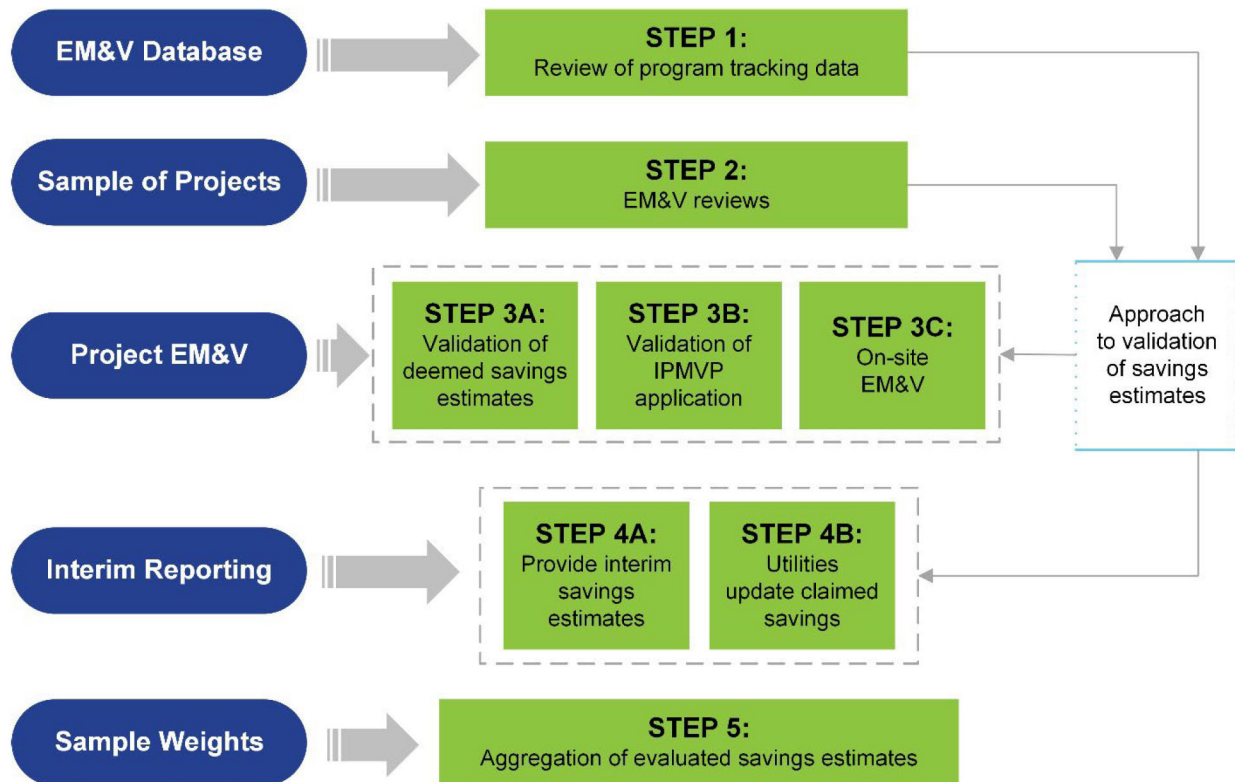 EM&V Database
STEP 1:
Review of program tracking data
Sample of Projects
STEP 2:
EM&V reviews
Project EM&V
STEP 3A:
Validation of
deemed savings
estimates
STEP 3B:
Validation of
IPMVP
application
STEP 3C:
On-site
EM&V
Approach
to validation
of savings
estimates
Interim Reporting
STEP 4A:
Provide interim
savings
estimates
STEP 4B:
Utilities
update claimed
savings
Sample Weights
STEP 5:
Aggregation of evaluated savings estimates